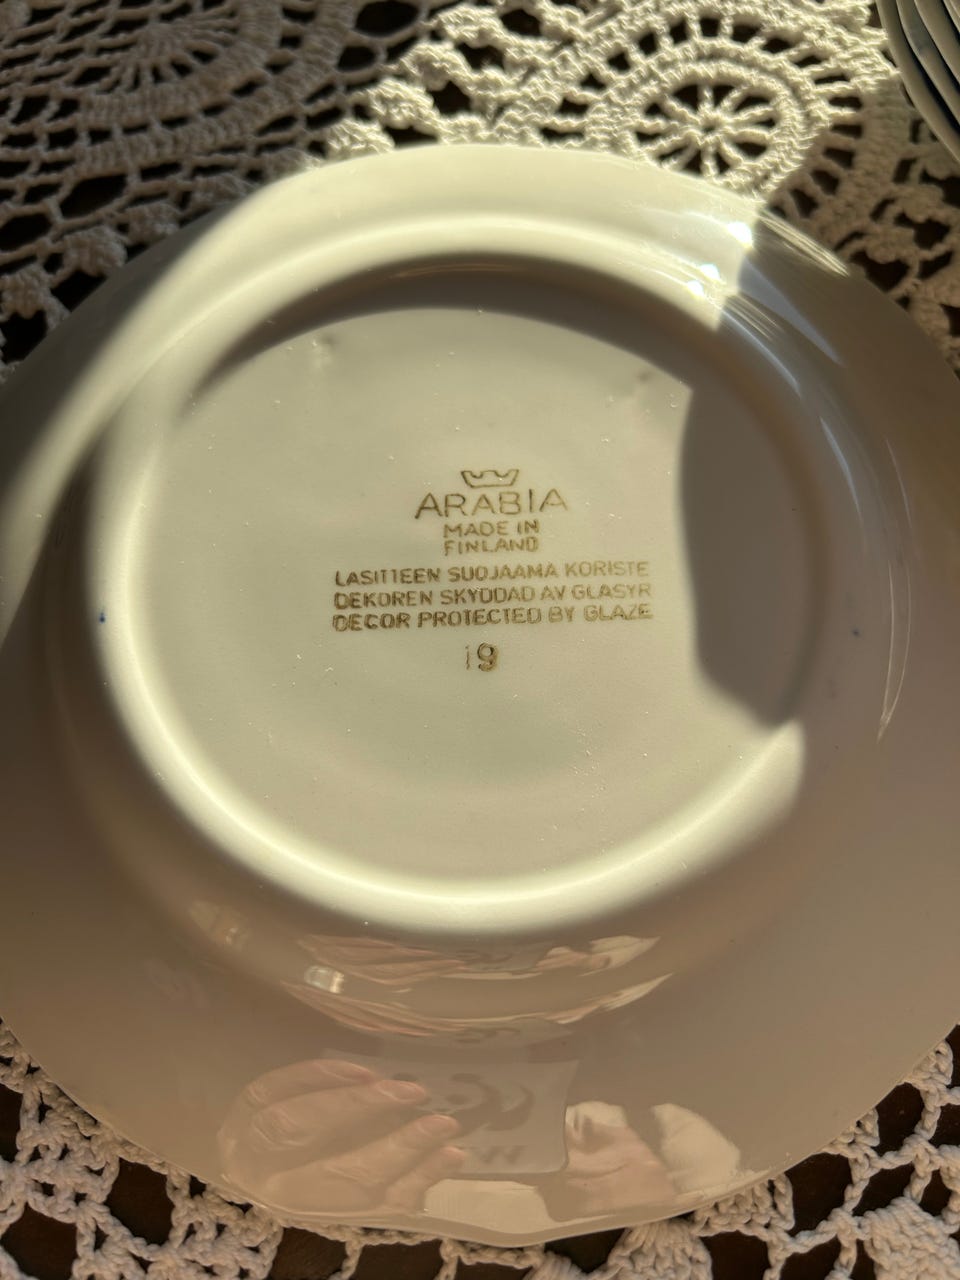 ARABIA
MADE IN
FINLAND
LASITTEEN SUOJAAMA KORISTE
DEKOREN SKYDDAD AV GLASYR
DECOR PROTECTED BY GLAZE
19